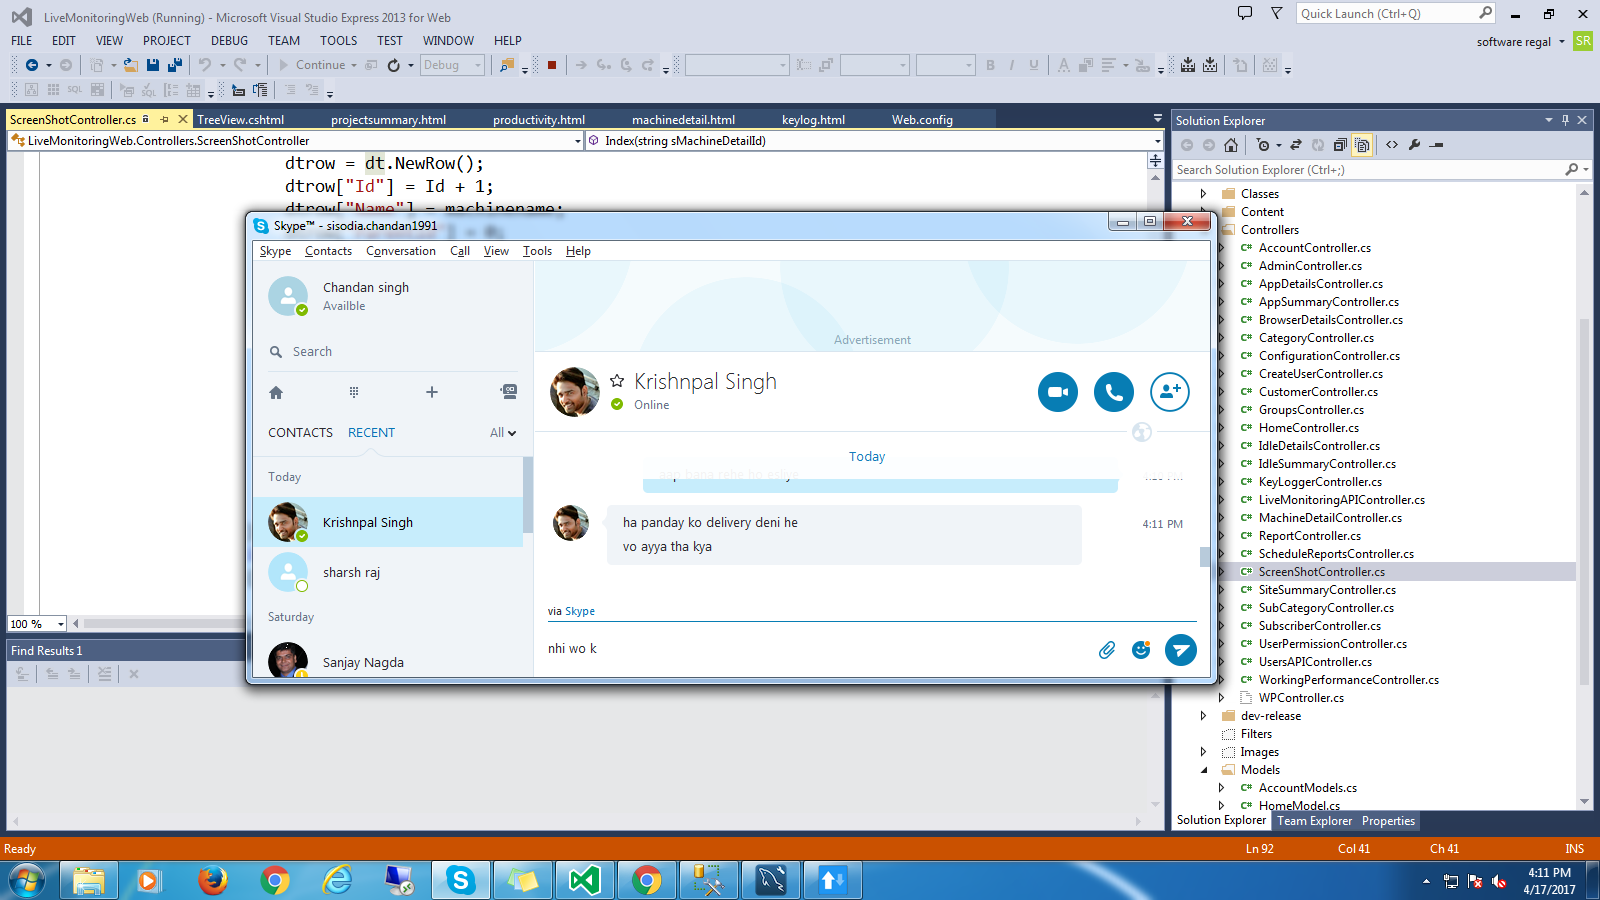 LiveMonitoringWeb (Running) - Microsoft Visual Studio Express 2013 for Web
Quick Launch (Ctrl+Q)
FILE EDIT VIEW PROJECT DEBUG TEAM TOOLS TEST WINDOW HELP
software regal SR
Continue Debug
ScreenShotController.cs TreeView.cshtml projectsummary.html productivity.html machinedetail.html keylog.html Web.config
LiveMonitoringWeb.Controllers.ScreenShotController Index(string sMachineDetailId)
dtrow = dt.NewRow();
dtrow["Id"] = Id + 1;
dtrow["Name"] = machinename;
Skype™ - sisodia.chandan1991
Skype Contacts Conversation Call View Tools Help
Chandan singh
Availble
Search
CONTACTS RECENT All
Today
Krishnpal Singh
sharsh raj
Saturday
Sanjay Nagda
Advertisement
Krishnpal Singh
Online
Today
ha panday ko delivery deni he
vo ayya tha kya
4:11 PM
via Skype
nhi wo k
100 %
Find Results 1
Solution Explorer
Search Solution Explorer (Ctrl+;)
Classes
Content
Controllers
C# AccountController.cs
C# AdminController.cs
C# AppDetailsController.cs
C# AppSummaryController.cs
C# BrowserDetailsController.cs
C# CategoryController.cs
C# ConfigurationController.cs
C# CreateUserController.cs
C# CustomerController.cs
C# GroupsController.cs
C# HomeController.cs
C# IdleDetailsController.cs
C# IdleSummaryController.cs
C# KeyLoggerController.cs
C# LiveMonitoringAPIController.cs
C# MachineDetailController.cs
C# ReportController.cs
C# ScheduleReportsController.cs
C# ScreenShotController.cs
C# SiteSummaryController.cs
C# SubCategoryController.cs
C# SubscriberController.cs
C# UserPermissionController.cs
C# UsersAPIController.cs
C# WorkingPerformanceController.cs
WPController.cs
dev-release
Filters
Images
Models
C# AccountModels.cs
C# HomeModel.cs
Solution Explorer Team Explorer Properties
Ready Ln 92 Col 41 Ch 41 INS
4:11 PM
4/17/2017